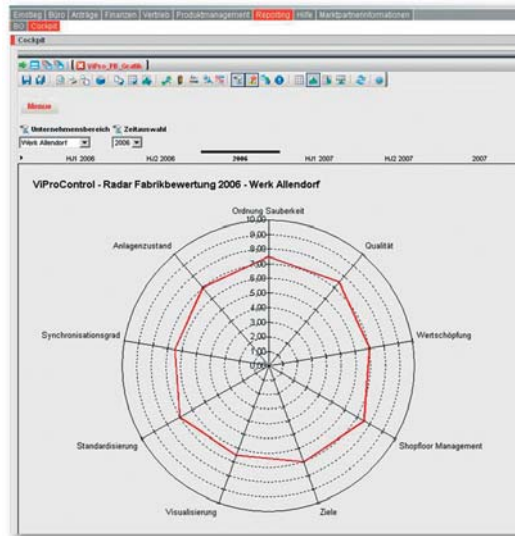 Einstieg | Büro | Anträge | Finanzen | Vertrieb | Produktmanagement | Reporting | Hilfe | Marktpartnerinformationen
BO | Cockpit
Cockpit
ViPro_FB_Grafik
Menue
Unternehmensbereich Zeitauswahl
Werk Allendorf 2006
HJ1 2006 HJ2 2006 2006 HJ1 2007 HJ2 2007 2007
ViProControl - Radar Fabrikbewertung 2006 - Werk Allendorf
Ordnung Sauberkeit
10,00
9,00
Anlagenzustand 8,00 Qualität
7,00
6,00
5,00
4,00
3,00
Synchronisationsgrad 2,00 Wertschöpfung
1,00
0,00
Standardisierung Shopfloor Management
Visualisierung Ziele